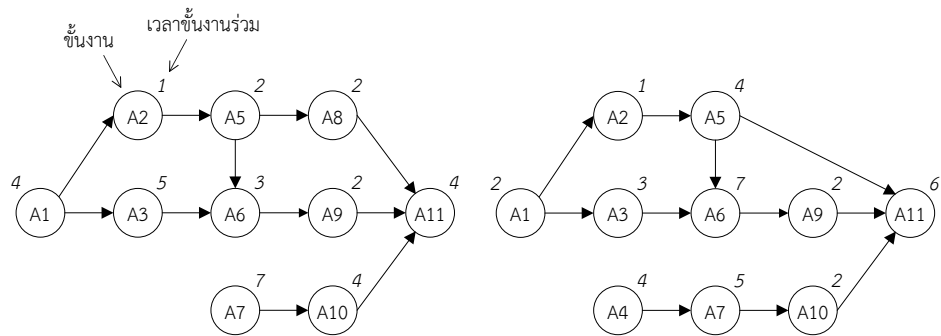 เวลาขั้นงานร่วม
ขั้นงาน
1 2 2 1 4
A2 A5 A8 A2 A5
4 5 3 2 4 2 3 7 2 6
A1 A3 A6 A9 A11 A1 A3 A6 A9 A11
7 4 4 5 2
A7 A10 A4 A7 A10